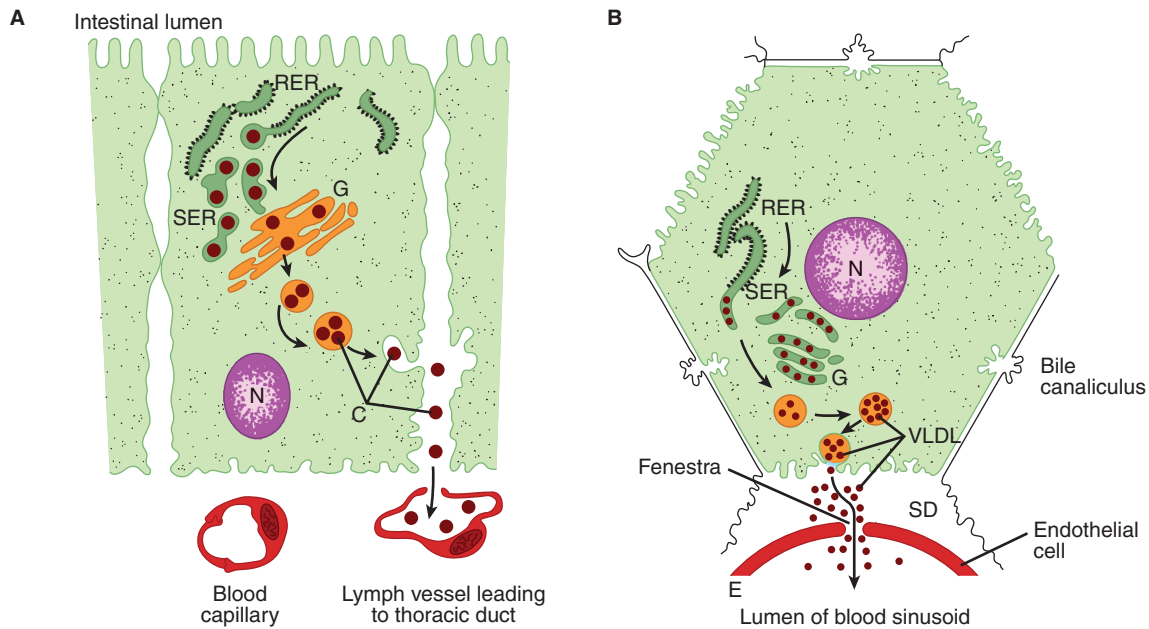 A
Intestinal lumen
RER
G
SER
N
C
Blood
capillary
Lymph vessel leading
to thoracic duct
B
RER
N
SER
G
Bile
canaliculus
VLDL
Fenestra
SD
Endothelial
cell
E
Lumen of blood sinusoid